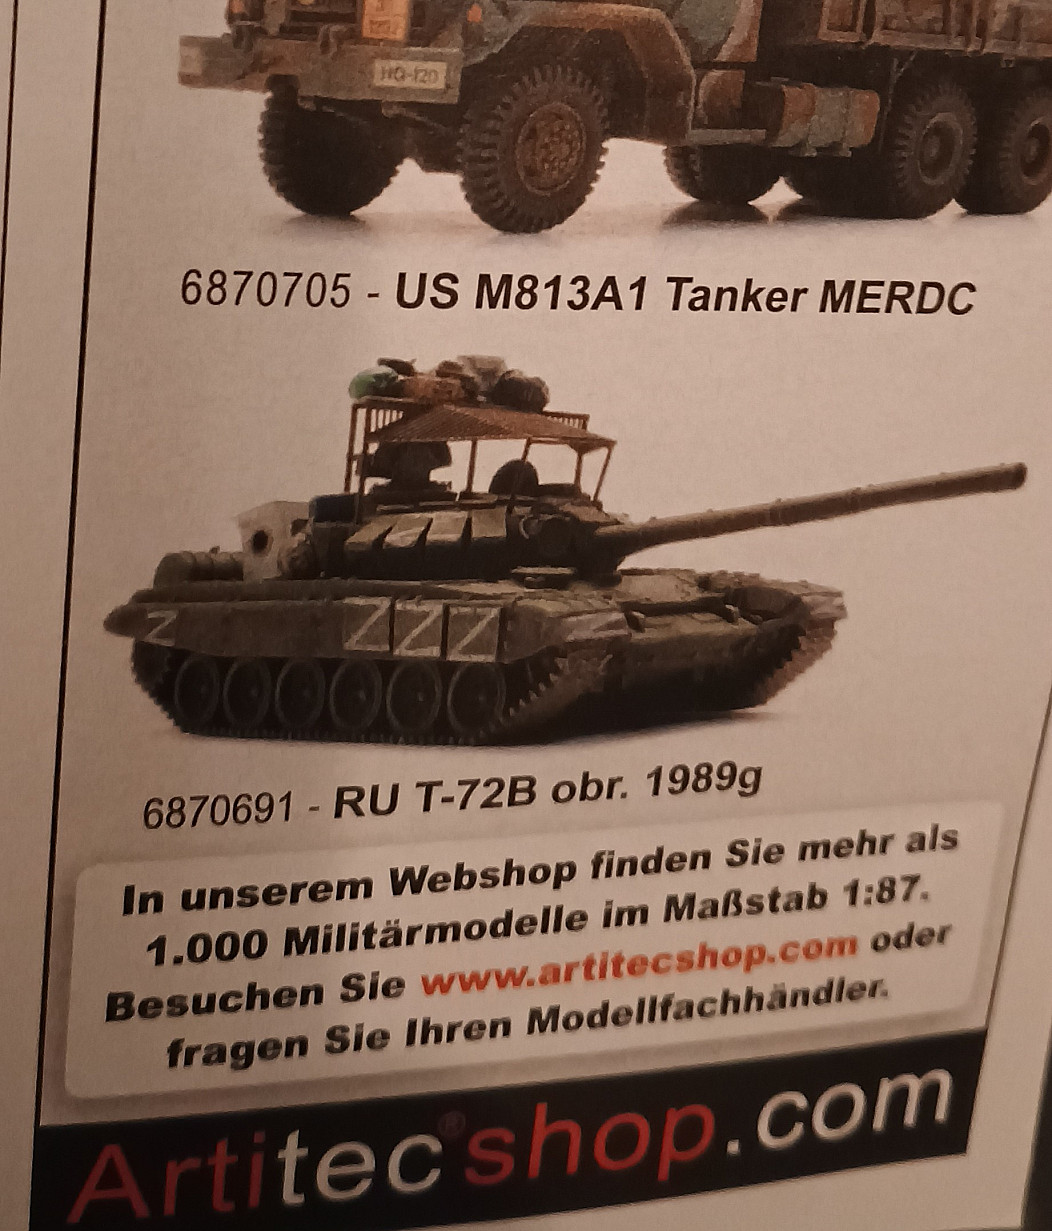 HQ-120
6870705 - US M813A1 Tanker MERDC
Z Z Z Z
6870691 - RU T-72B obr. 1989g
In unserem Webshop finden Sie mehr als
1.000 Militärmodelle im Maßstab 1:87.
Besuchen Sie www.artitecshop.com oder
fragen Sie Ihren Modellfachhändler.
Artitec®shop.com